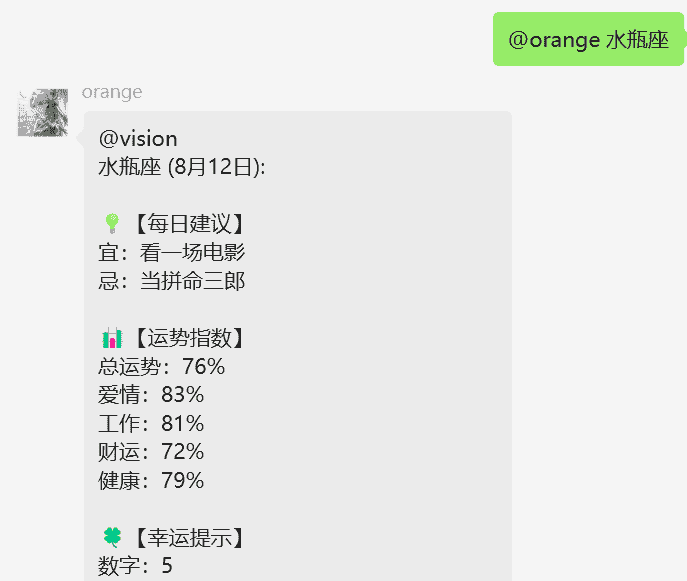 @orange 水瓶座
orange
@vision
水瓶座 (8月12日):
💡【每日建议】
宜：看一场电影
忌：当拼命三郎
📊【运势指数】
总运势：76%
爱情：83%
工作：81%
财运：72%
健康：79%
🍀【幸运提示】
数字：5